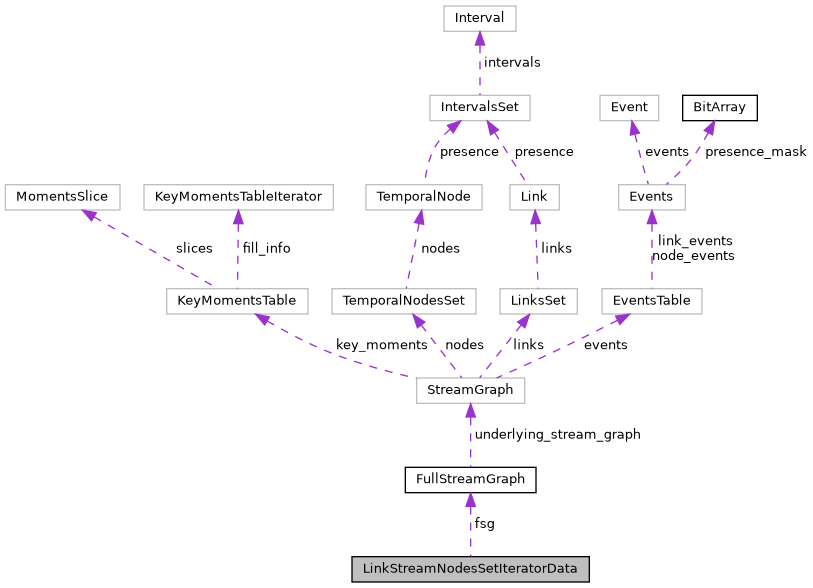 Interval
intervals
IntervalsSet
Event
BitArray
presence
presence
events
presence_mask
MomentsSlice
KeyMomentsTableIterator
TemporalNode
Link
Events
slices
fill_info
nodes
links
link_events
node_events
KeyMomentsTable
TemporalNodesSet
LinksSet
EventsTable
key_moments
nodes
links
events
StreamGraph
underlying_stream_graph
FullStreamGraph
fsg
LinkStreamNodesSetIteratorData